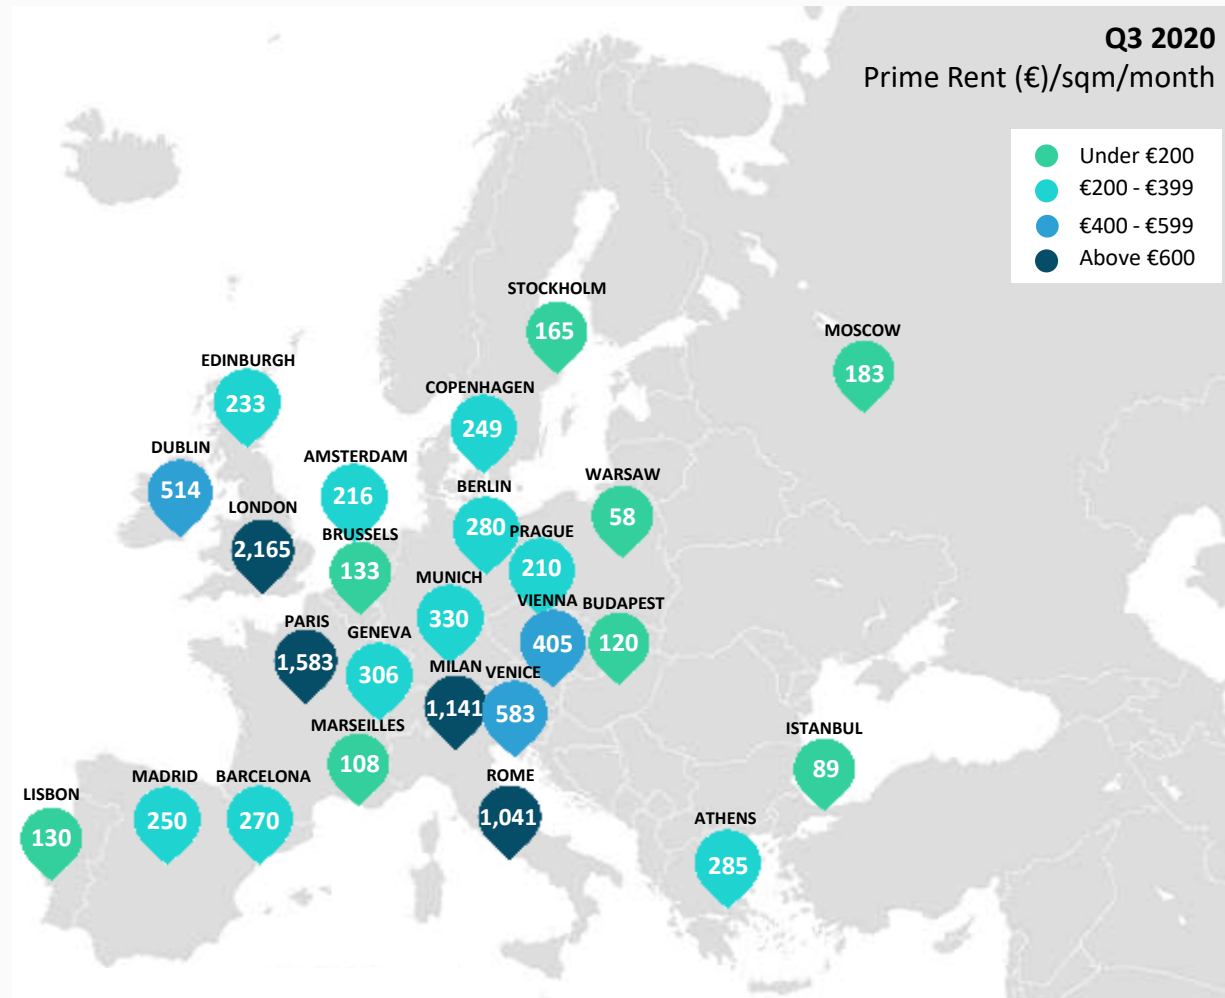 Q3 2020
Prime Rent (€)/sqm/month
Under €200
€200 - €399
€400 - €599
Above €600
STOCKHOLM
165
MOSCOW
183
EDINBURGH
233
COPENHAGEN
249
DUBLIN
514
AMSTERDAM
216
BERLIN
280
WARSAW
58
LONDON
2,165
BRUSSELS
133
PRAGUE
210
MUNICH
330
VIENNA
405
BUDAPEST
120
PARIS
1,583
GENEVA
306
MILAN
1,141
VENICE
583
MARSEILLES
108
ISTANBUL
89
LISBON
130
MADRID
250
BARCELONA
270
ROME
1,041
ATHENS
285